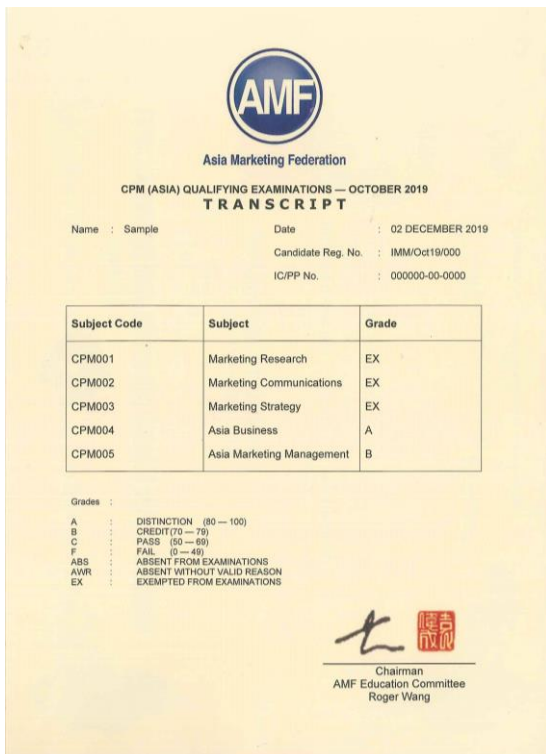 AMF
Asia Marketing Federation
CPM (ASIA) QUALIFYING EXAMINATIONS — OCTOBER 2019
TRANSCRIPT
Name : Sample Date : 02 DECEMBER 2019
Candidate Reg. No. : IMM/Oct19/000
IC/PP No. : 000000-00-0000
Subject Code Subject Grade
CPM001 Marketing Research EX
CPM002 Marketing Communications EX
CPM003 Marketing Strategy EX
CPM004 Asia Business A
CPM005 Asia Marketing Management B
Grades :
A : DISTINCTION (80 — 100)
B : CREDIT(70 — 79)
C : PASS (50 — 69)
F : FAIL (0 — 49)
ABS : ABSENT FROM EXAMINATIONS
AWR : ABSENT WITHOUT VALID REASON
EX : EXEMPTED FROM EXAMINATIONS
Chairman
AMF Education Committee
Roger Wang